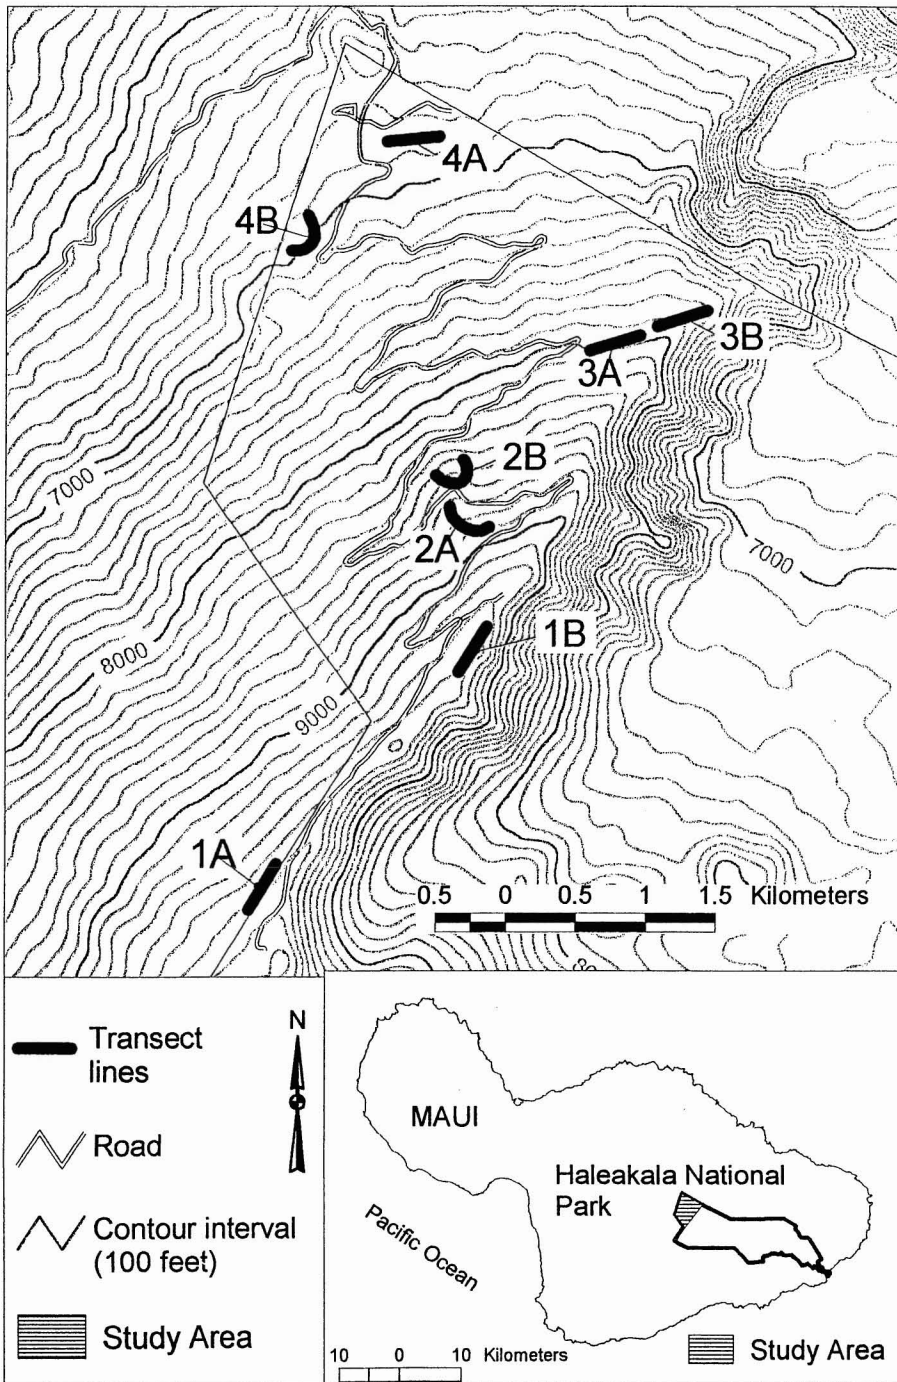 4A
4B
3B
3A
7000
2B
2A
7000
1B
8000
9000
1A
0.5 0 0.5 1 1.5 Kilometers
Transect
lines
N
Road
Contour interval
(100 feet)
Study Area
MAUI
Haleakala National
Park
Pacific Ocean
10 0 10 Kilometers
Study Area